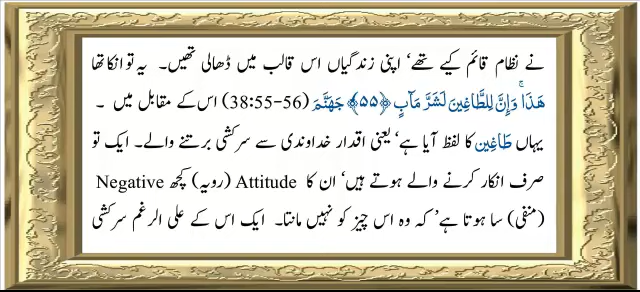 نے نظام قائم کیے تھے‘ اپنی زندگیاں اس قالب میں ڈھالی تھیں۔ یہ تو انکا تھا
هَذَا ۚ وَإِنَّ لِلطَّاغِينَ لَشَرَّ مَآبٍ ﴿۵۵﴾ جَهَنَّمَ (38:55-56) اس کے مقابل میں ۔
یہاں طَاغِين کا لفظ آیا ہے‘ یعنی اقدار خداوندی سے سرکشی برتنے والے۔ ایک تو
صرف انکار کرنے والے ہوتے ہیں‘ ان کا Attitude (رویہ) کچھ Negative
(منفی) سا ہوتا ہے‘ کہ وہ اس چیز کو نہیں مانتا۔ ایک اس کے علی الرغم سرکشی